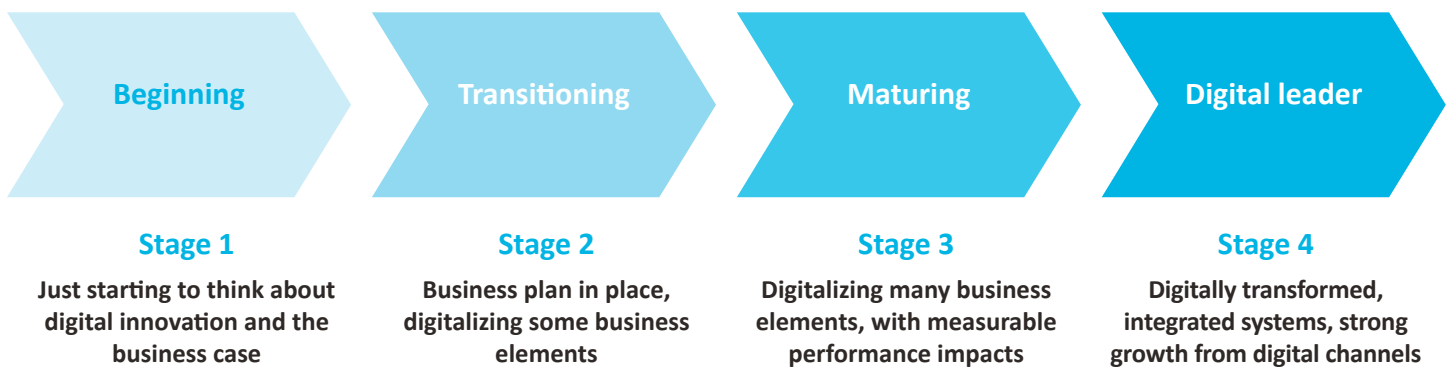 Beginning
Transitioning
Maturing
Digital leader
Stage 1
Just starting to think about
digital innovation and the
business case
Stage 2
Business plan in place,
digitalizing some business
elements
Stage 3
Digitalizing many business
elements, with measurable
performance impacts
Stage 4
Digitally transformed,
integrated systems, strong
growth from digital channels